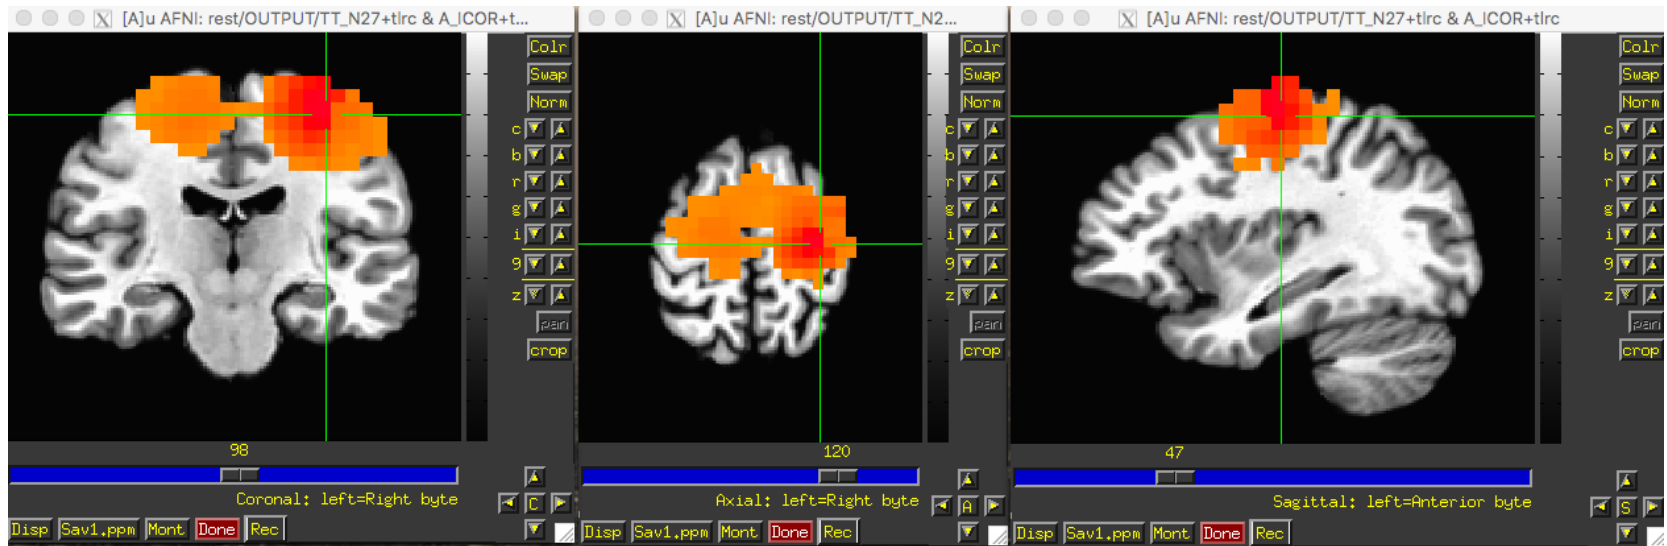 [A]u AFNI: rest/OUTPUT/TT_N27+tlrc & A_ICOR+t...
Colr
Swap
Norm
c
b
r
g
i
9
z
pan
crop
98
Coronal: left=Right byte
C
Disp Sav1.ppm Mont Done Rec
[A]u AFNI: rest/OUTPUT/TT_N2...
Colr
Swap
Norm
c
b
r
g
i
9
z
pan
crop
120
Axial: left=Right byte
A
Disp Sav1.ppm Mont Done Rec
[A]u AFNI: rest/OUTPUT/TT_N27+tlrc & A_ICOR+tlrc
Colr
Swap
Norm
c
b
r
g
i
9
z
pan
crop
47
Sagittal: left=Anterior byte
S
Disp Sav1.ppm Mont Done Rec